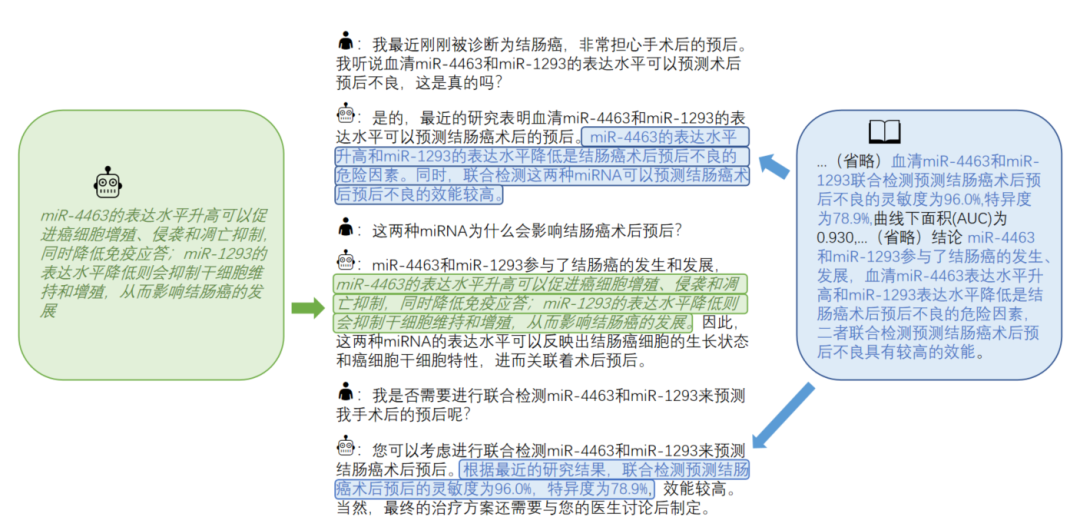 miR-4463的表达水平升高可以促
进癌细胞增殖、侵袭和凋亡抑制,
同时降低免疫应答；miR-1293的
表达水平降低则会抑制干细胞维
持和增殖，从而影响结肠癌的发
展
：我最近刚刚被诊断为结肠癌，非常担心手术后的预后。
我听说血清miR-4463和miR-1293的表达水平可以预测术后
预后不良，这是真的吗？
：是的，最近的研究表明血清miR-4463和miR-1293的表
达水平可以预测结肠癌术后的预后。miR-4463的表达水平
升高和miR-1293的表达水平降低是结肠癌术后预后不良的
危险因素。同时，联合检测这两种miRNA可以预测结肠癌术
后预后不良的效能较高。
：这两种miRNA为什么会影响结肠癌术后预后？
：miR-4463和miR-1293参与了结肠癌的发生和发展，
miR-4463的表达水平升高可以促进癌细胞增殖、侵袭和凋
亡抑制，同时降低免疫应答；miR-1293的表达水平降低则
会抑制干细胞维持和增殖，从而影响结肠癌的发展。因此，
这两种miRNA的表达水平可以反映出结肠癌细胞的生长状态
和癌细胞干细胞特性，进而关联着术后预后。
：我是否需要进行联合检测miR-4463和miR-1293来预测
我手术后的预后呢？
：您可以考虑进行联合检测miR-4463和miR-1293来预测
结肠癌术后预后。根据最近的研究结果，联合检测预测结肠
癌术后预后的灵敏度为96.0%，特异度为78.9%，效能较高。
当然，最终的治疗方案还需要与您的医生讨论后制定。
...（省略）血清miR-4463和miR-
1293联合检测预测结肠癌术后预
后不良的灵敏度为96.0%,特异度
为78.9%,曲线下面积(AUC)为
0.930,...（省略）结论 miR-4463
和miR-1293参与了结肠癌的发生、
发展，血清miR-4463表达水平升
高和miR-1293表达水平降低是结
肠癌术后预后不良的危险因素，
二者联合检测预测结肠癌术后预
后不良具有较高的效能。